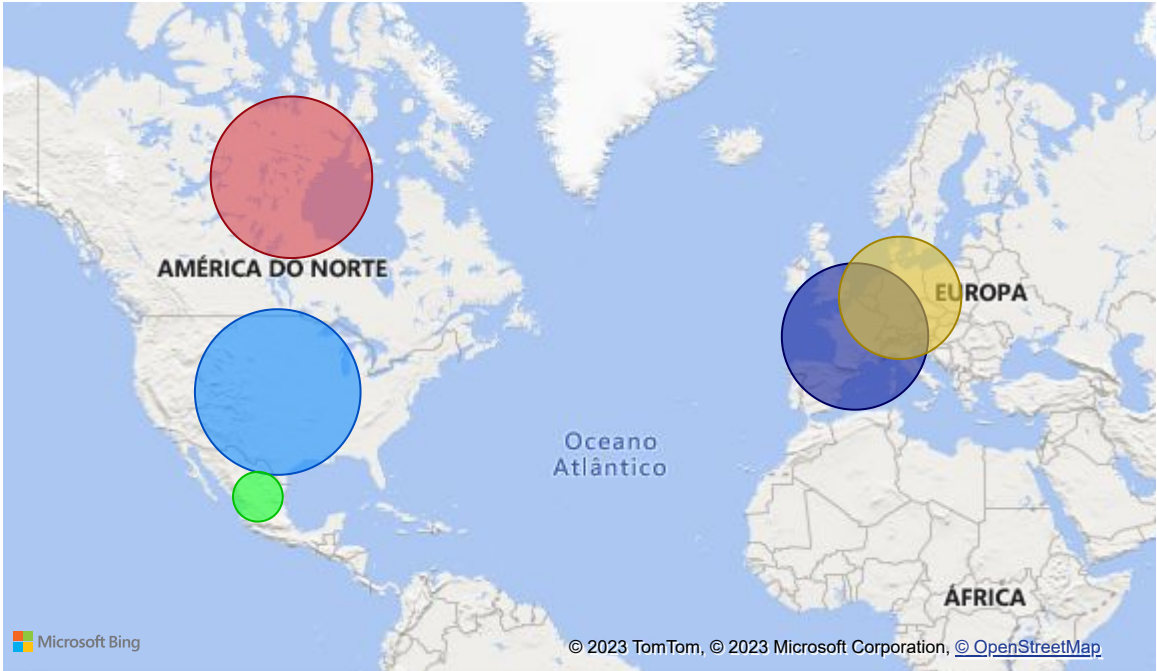 AMÉRICA DO NORTE
EUROPA
Oceano
Atlântico
ÁFRICA
Microsoft Bing
© 2023 TomTom, © 2023 Microsoft Corporation, © OpenStreetMap